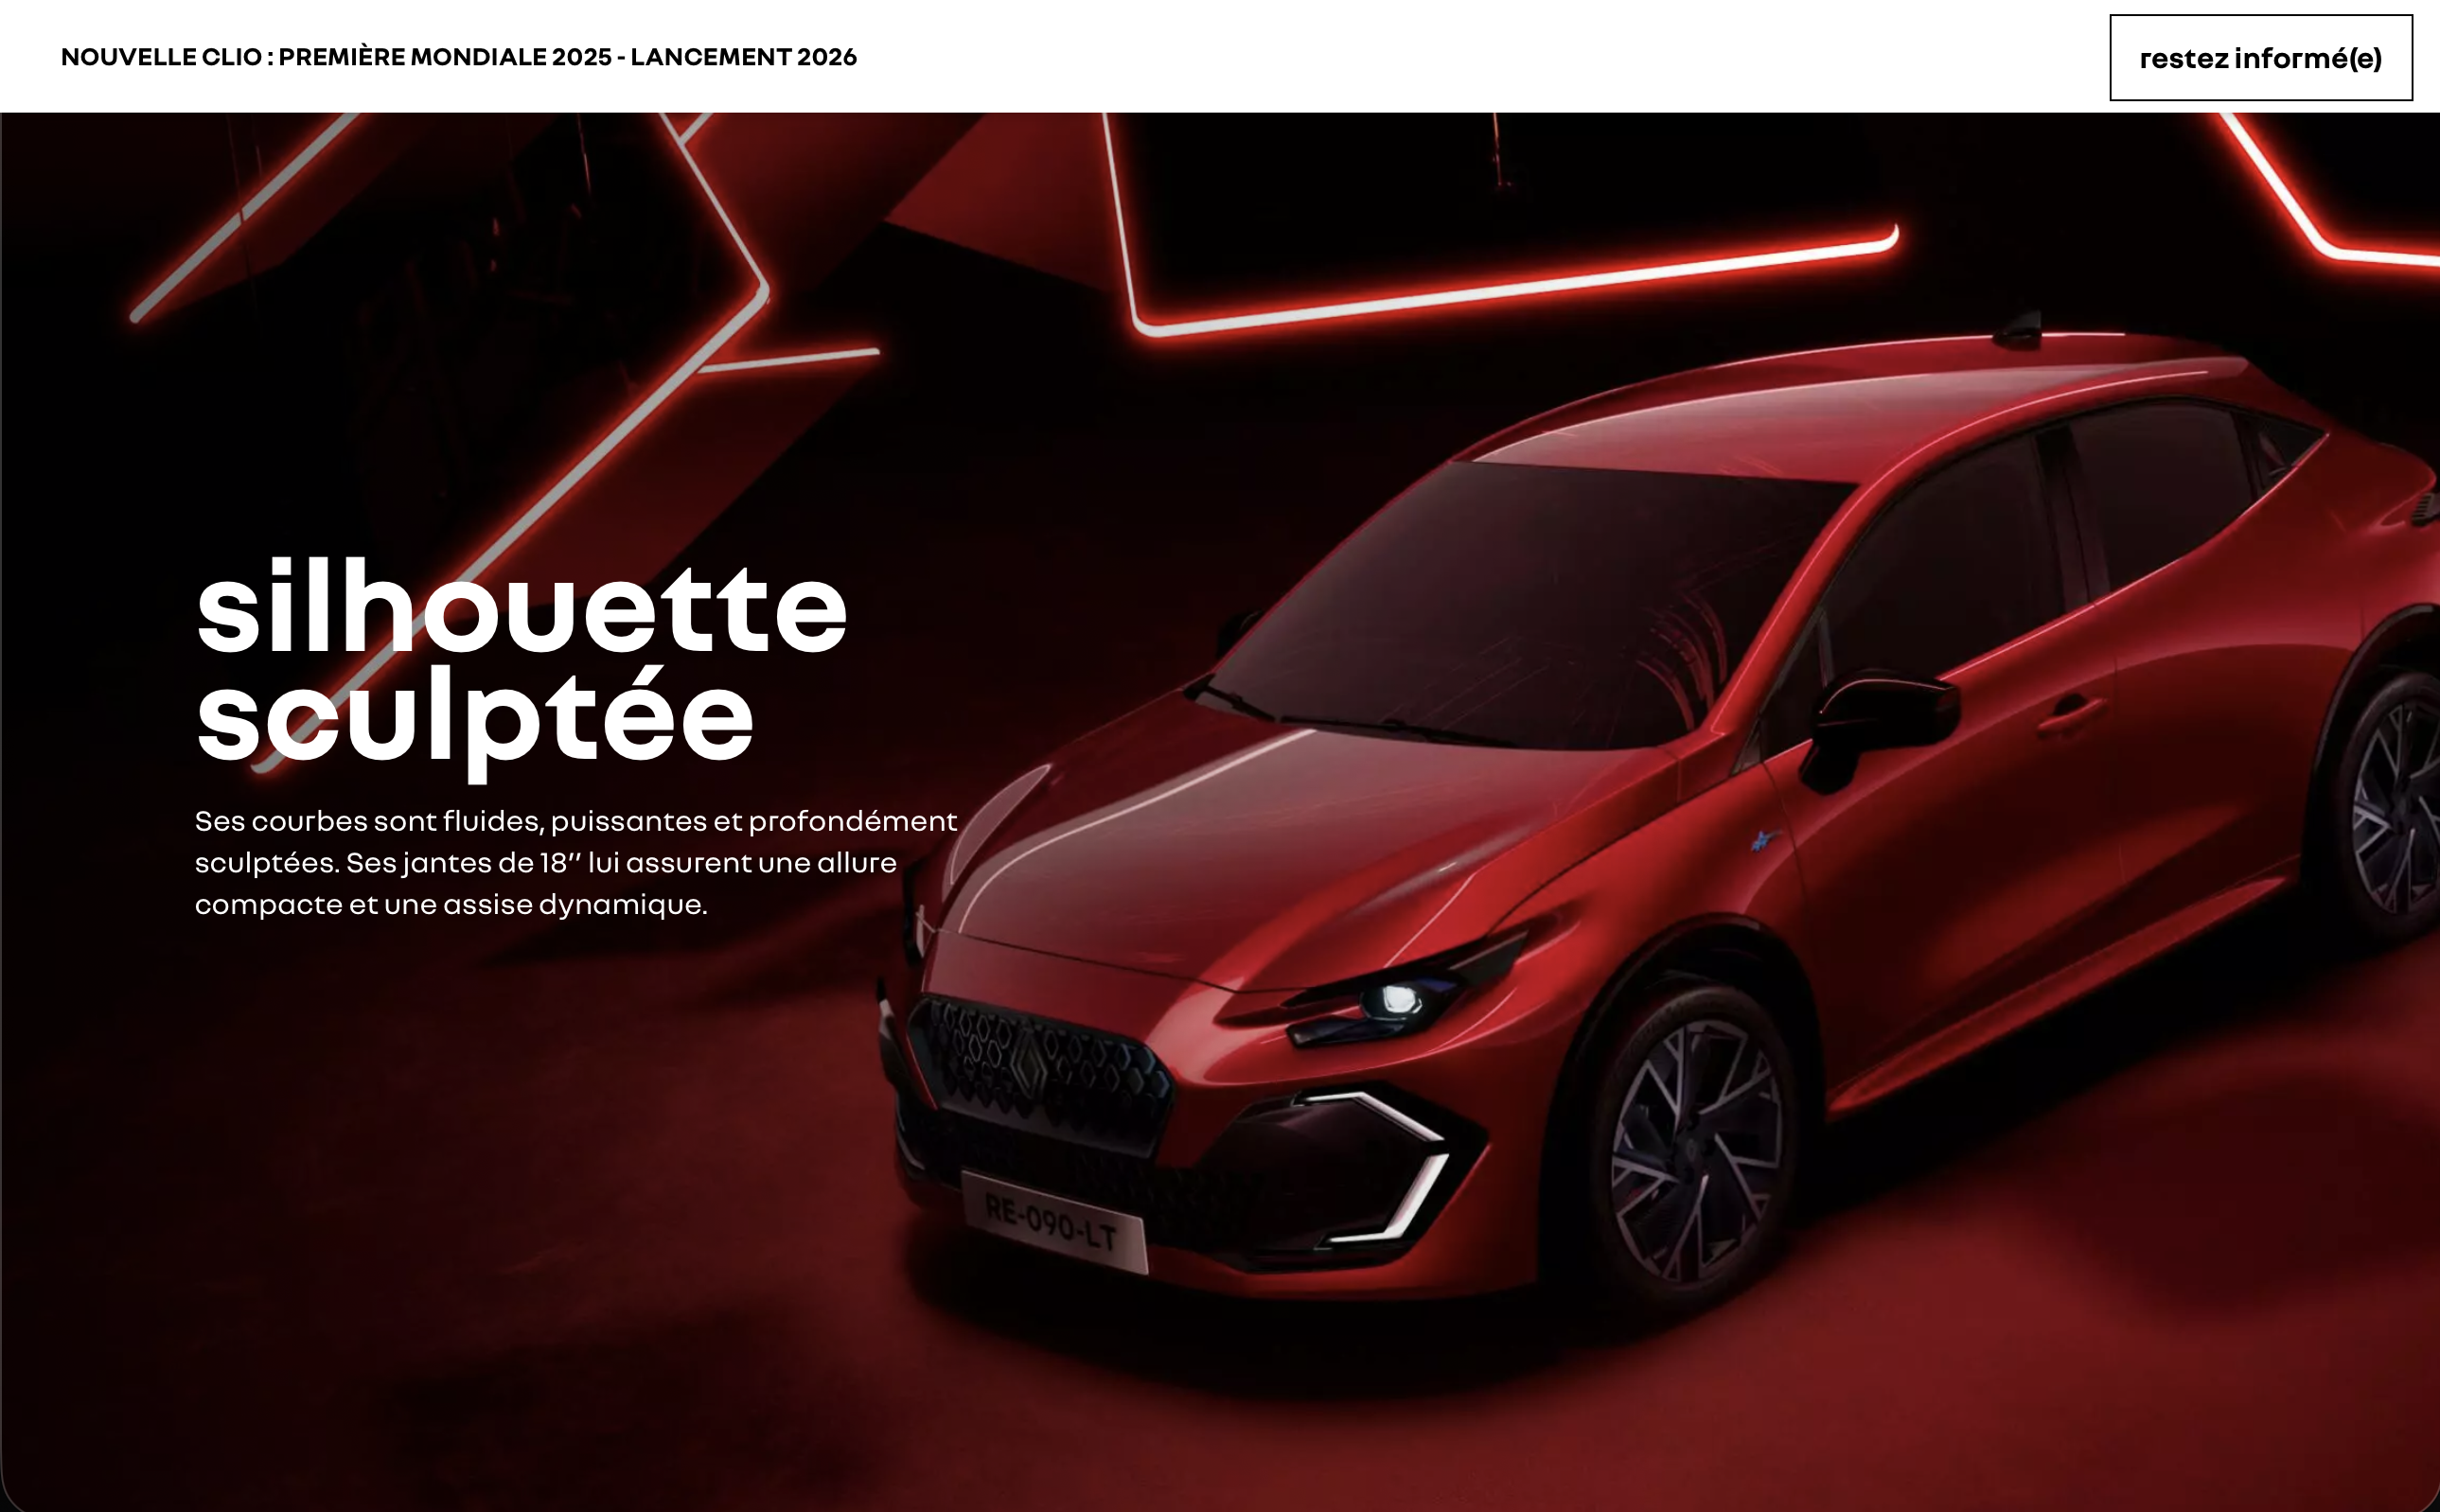 NOUVELLE CLIO : PREMIÈRE MONDIALE 2025 - LANCEMENT 2026
restez informé(e)
silhouette
sculptée
Ses courbes sont fluides, puissantes et profondément
sculptées. Ses jantes de 18’’ lui assurent une allure
compacte et une assise dynamique.
RE-090-LT